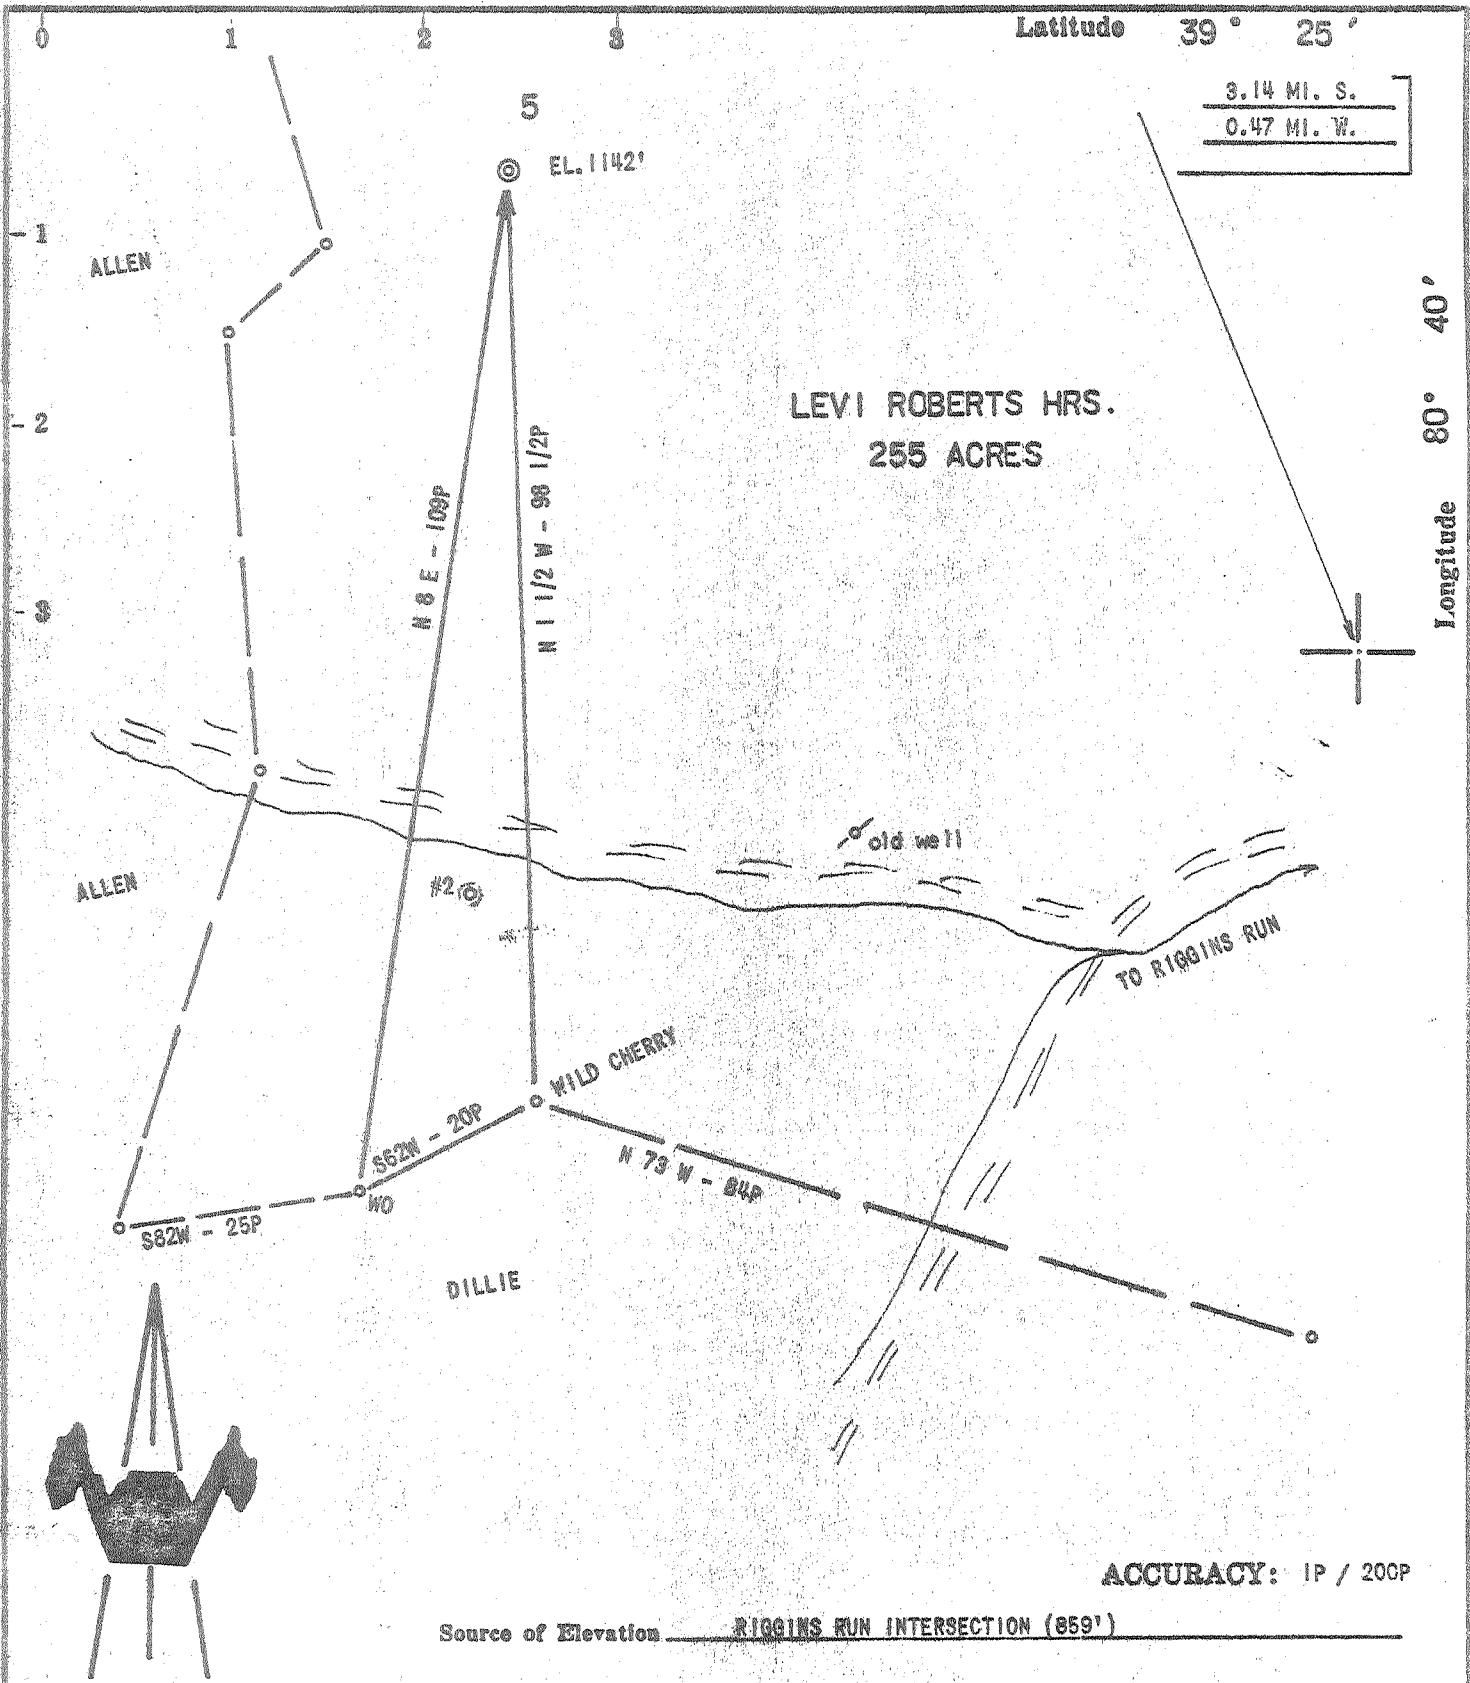 0 1 2 3 Latitude 39° 25'
3.14 MI. S.
0.47 MI. W.
5
EL. 1142'
- 1
ALLEN
40'
80°
Longitude
LEVI ROBERTS HRS.
255 ACRES
- 2
N 8 E - 109P
N 1 1/2 W - 98 1/2P
- 3
old well
#2
ALLEN
TO RIGGINS RUN
WILD CHERRY
S62W - 20P
N 73 W - 84P
WO
S82W - 25P
DILLIE
ACCURACY: 1P / 200P
Source of Elevation RIGGINS RUN INTERSECTION (859')